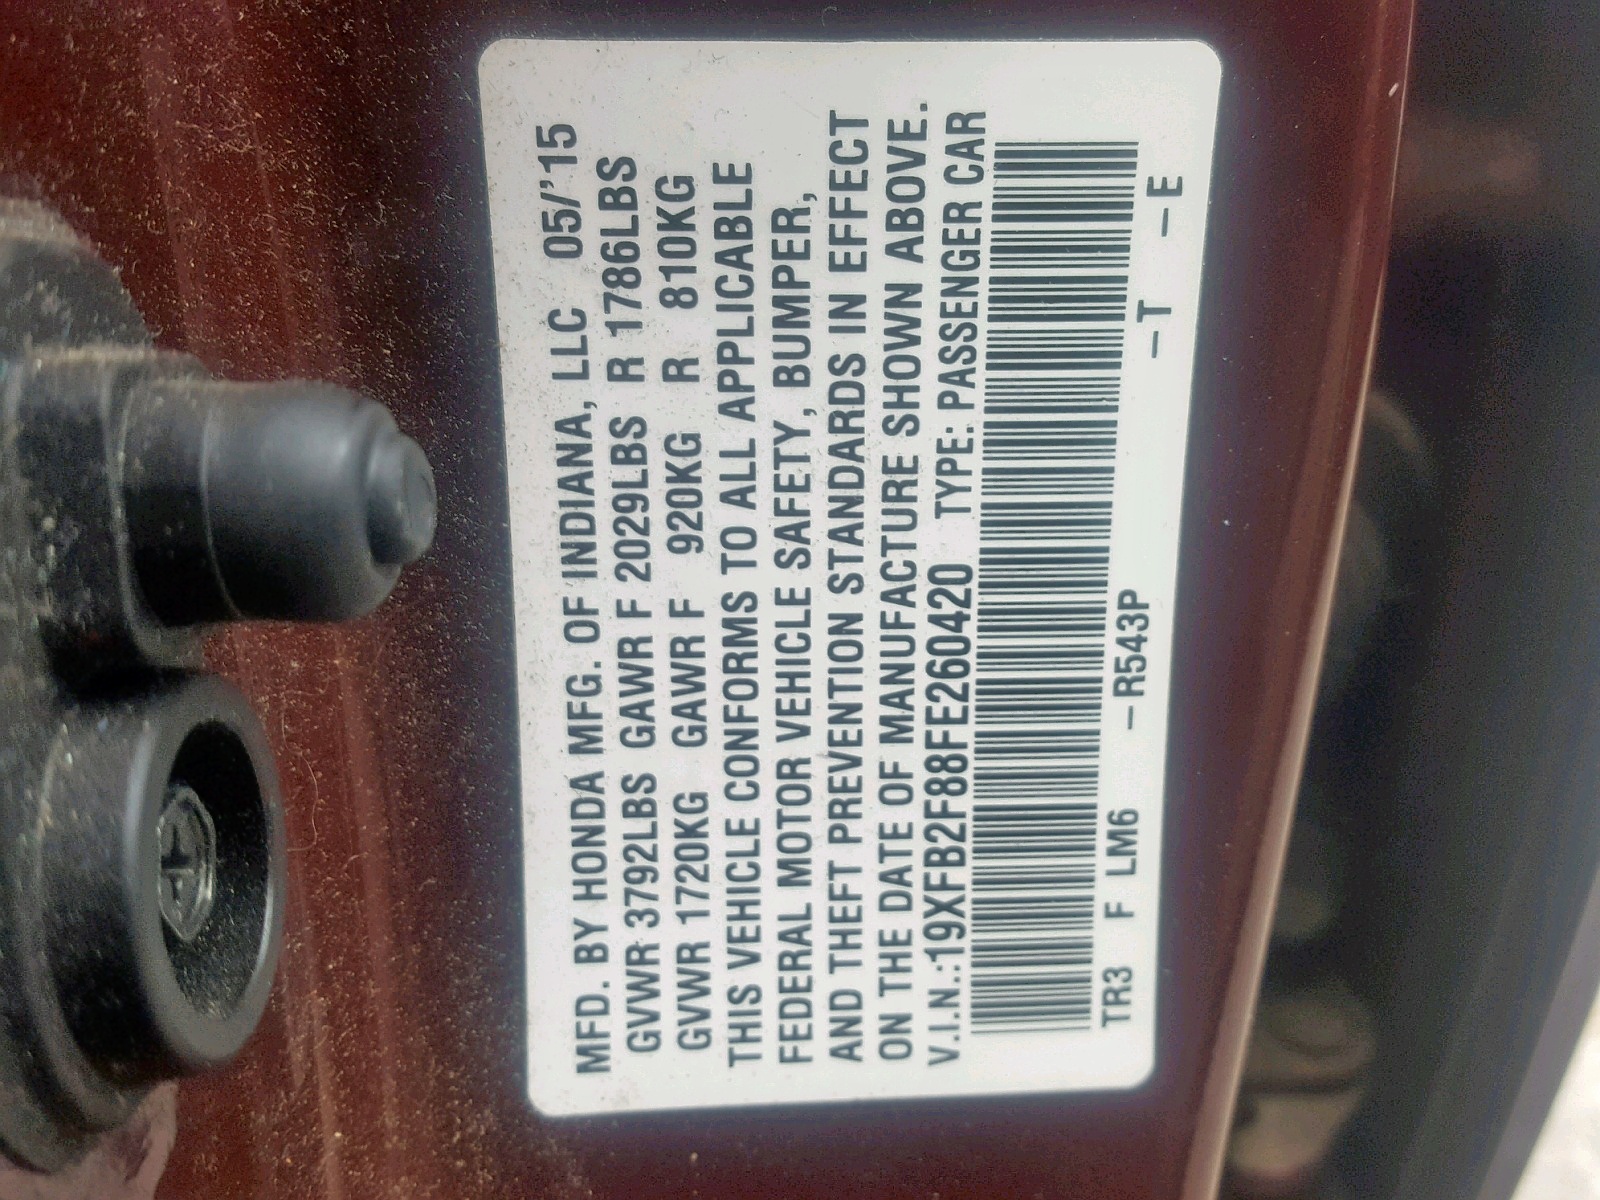 MFD. BY HONDA MFG. OF INDIANA, LLC 05/'15
GVWR 3792LBS GAWR F 2029LBS R 1786LBS
GVWR 1720KG GAWR F 920KG R 810KG
THIS VEHICLE CONFORMS TO ALL APPLICABLE
FEDERAL MOTOR VEHICLE SAFETY, BUMPER,
AND THEFT PREVENTION STANDARDS IN EFFECT
ON THE DATE OF MANUFACTURE SHOWN ABOVE.
V.I.N.:19XFB2F88FE260420 TYPE: PASSENGER CAR
TR3 F LM6 –R543P –T –E